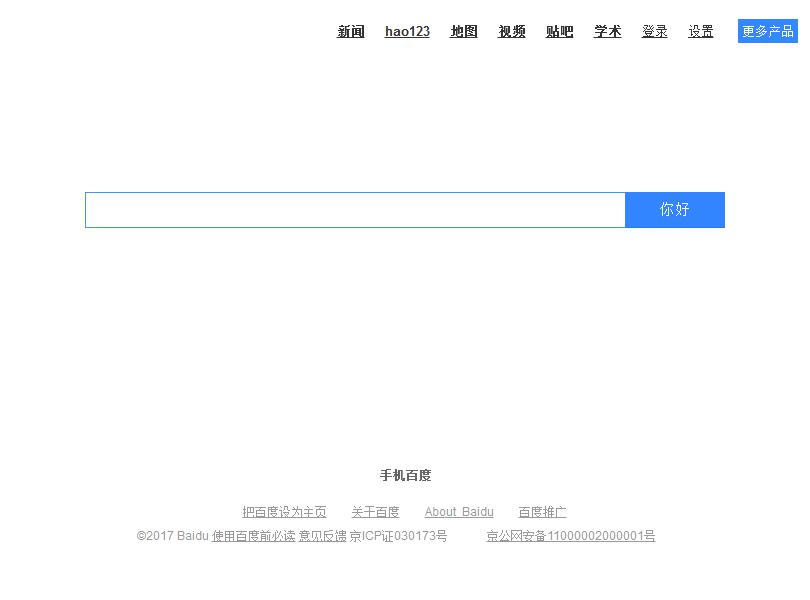 新闻 hao123 地图 视频 贴吧 学术 登录 设置 更多产品
你好
手机百度
把百度设为主页 关于百度 About Baidu 百度推广
©2017 Baidu 使用百度前必读 意见反馈 京ICP证030173号 京公网安备11000002000001号